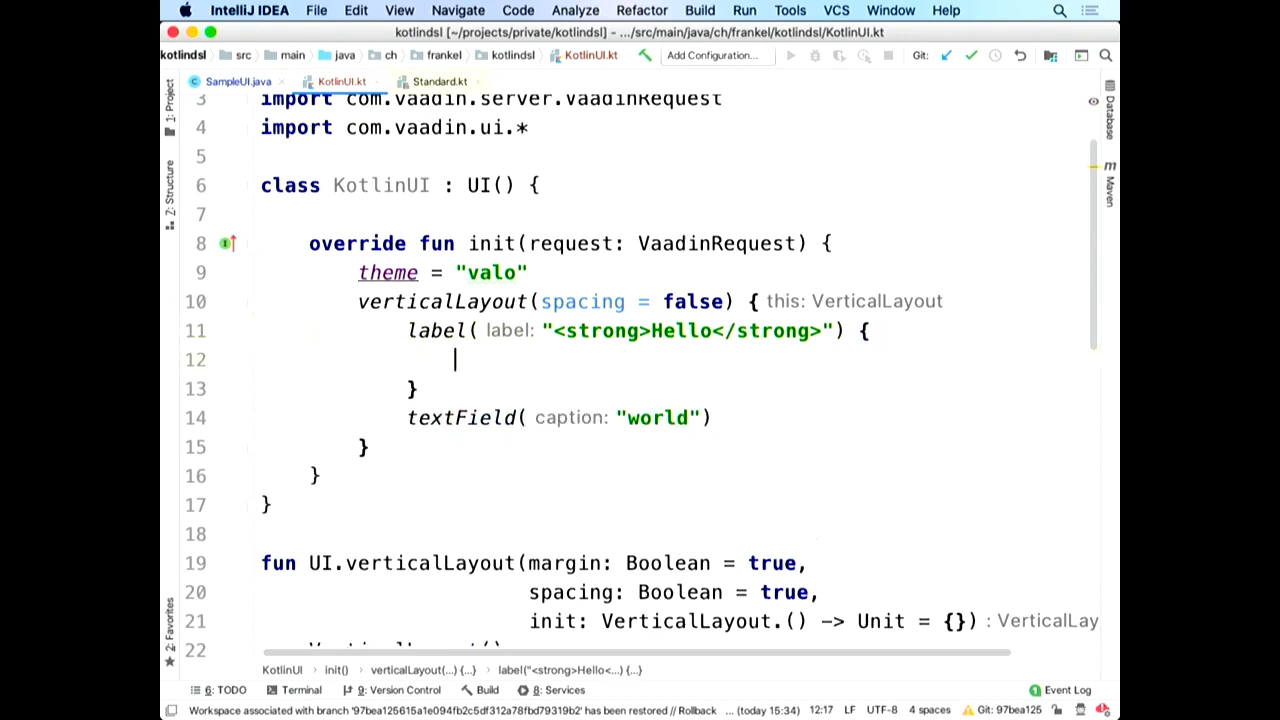 IntelliJ IDEA File Edit View Navigate Code Analyze Refactor Build Run Tools VCS Window Help
kotlindsl [~/projects/private/kotlindsl] - .../src/main/java/ch/frankel/kotlindsl/KotlinUI.kt
kotlindsl src main java ch frankel kotlindsl KotlinUI.kt Add Configuration... Git:
SampleUI.java KotlinUI.kt Standard.kt
1: Project
Z: Structure
2: Favorites
Database
Maven
3 import com.vaadin.server.VaadinRequest
4 import com.vaadin.ui.*
5
6 class KotlinUI : UI() {
7
8 override fun init(request: VaadinRequest) {
9 theme = "valo"
10 verticalLayout(spacing = false) { this: VerticalLayout
11 label( label: "<strong>Hello</strong>") {
12
13 }
14 textField( caption: "world")
15 }
16 }
17 }
18
19 fun UI.verticalLayout(margin: Boolean = true,
20 spacing: Boolean = true,
21 init: VerticalLayout.() -> Unit = {}) : VerticalLay
22
KotlinUI › init() › verticalLayout(...) {...} › label("<strong>Hello<...) {...}
6: TODO Terminal 9: Version Control Build 8: Services 1 Event Log
Workspace associated with branch '97bea125615a1e094fb2c5df312a78fbd79319b2' has been restored // Rollback ... (today 15:34) 12:17 LF UTF-8 4 spaces Git: 97bea125